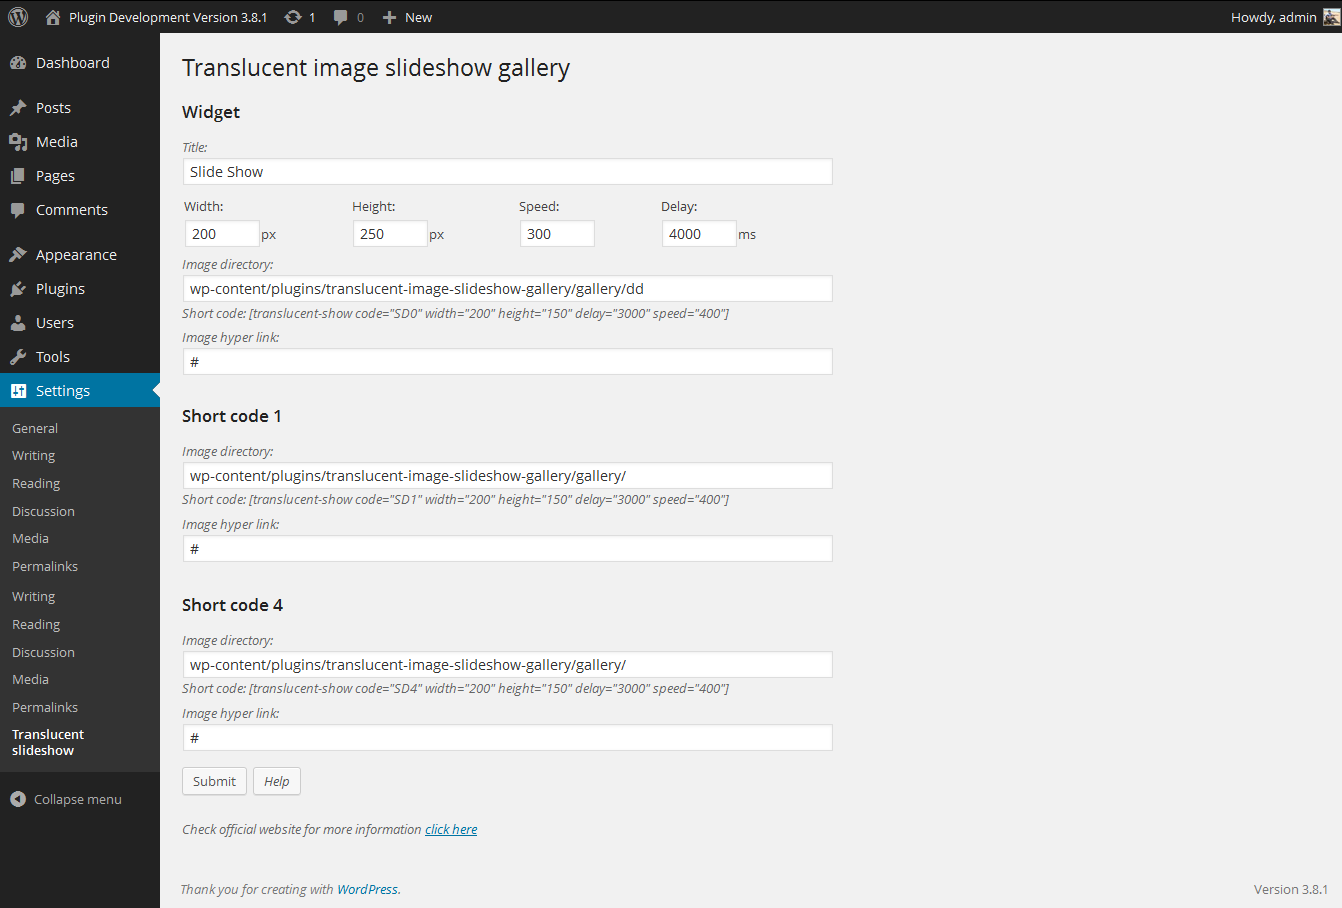 Plugin Development Version 3.8.1 1 0 New Howdy, admin
Dashboard
Posts
Media
Pages
Comments
Appearance
Plugins
Users
Tools
Settings
General
Writing
Reading
Discussion
Media
Permalinks
Writing
Reading
Discussion
Media
Permalinks
Translucent
slideshow
Collapse menu
Translucent image slideshow gallery
Widget
Title:
Slide Show
Width: Height: Speed: Delay:
200 px 250 px 300 4000 ms
Image directory:
wp-content/plugins/translucent-image-slideshow-gallery/gallery/dd
Short code: [translucent-show code="SD0" width="200" height="150" delay="3000" speed="400"]
Image hyper link:
#
Short code 1
Image directory:
wp-content/plugins/translucent-image-slideshow-gallery/gallery/
Short code: [translucent-show code="SD1" width="200" height="150" delay="3000" speed="400"]
Image hyper link:
#
Short code 4
Image directory:
wp-content/plugins/translucent-image-slideshow-gallery/gallery/
Short code: [translucent-show code="SD4" width="200" height="150" delay="3000" speed="400"]
Image hyper link:
#
Submit Help
Check official website for more information click here
Thank you for creating with WordPress. Version 3.8.1